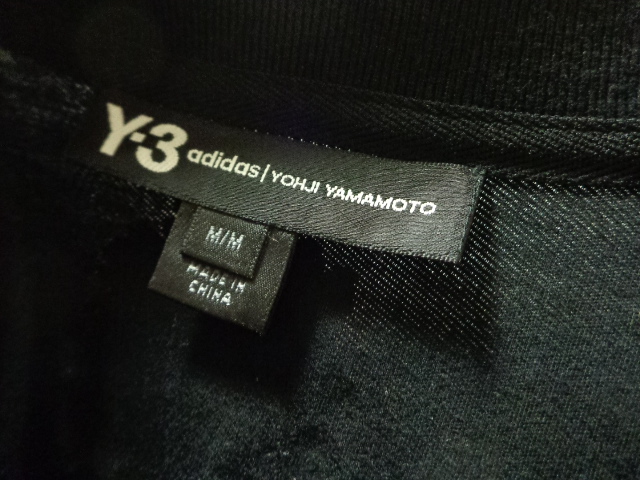 Y-3 adidas | YOHJI YAMAMOTO
M/M
MADE IN
CHINA